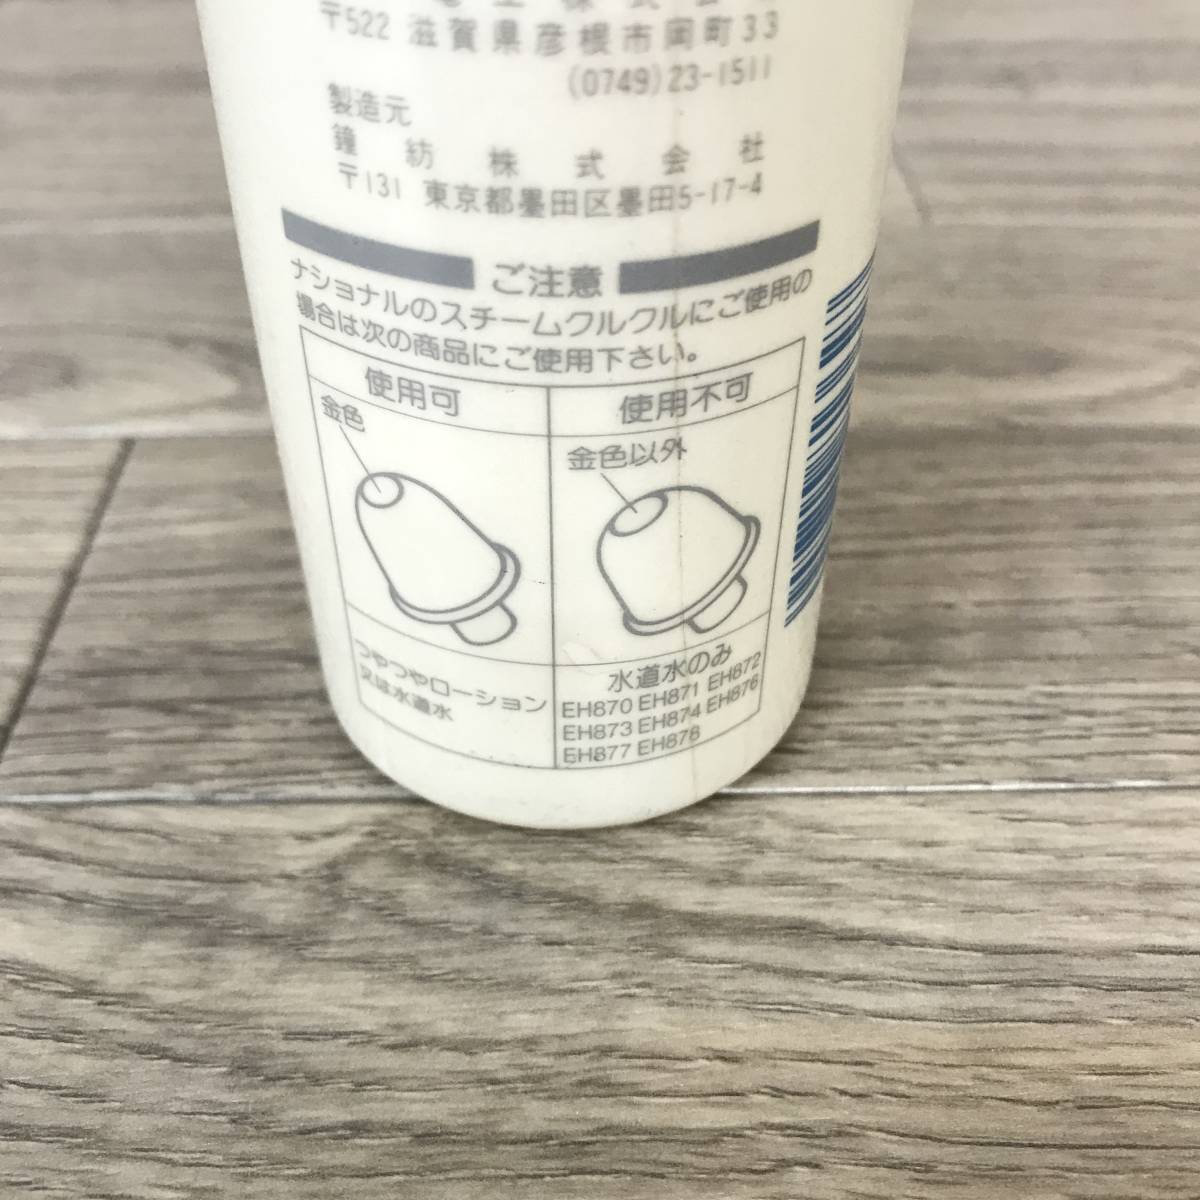 〒522 滋賀県彦根市岡町33
(0749)23-1511
製造元
鐘紡株式会社
〒131 東京都墨田区墨田5-17-4
ご注意
ナショナルのスチームクルクルにご使用の
場合は次の商品にご使用下さい。
使用可
使用不可
金色
金色以外
つやつやローション
又は水道水
水道水のみ
EH870 EH871 EH872
EH873 EH874 EH876
EH877 EH878